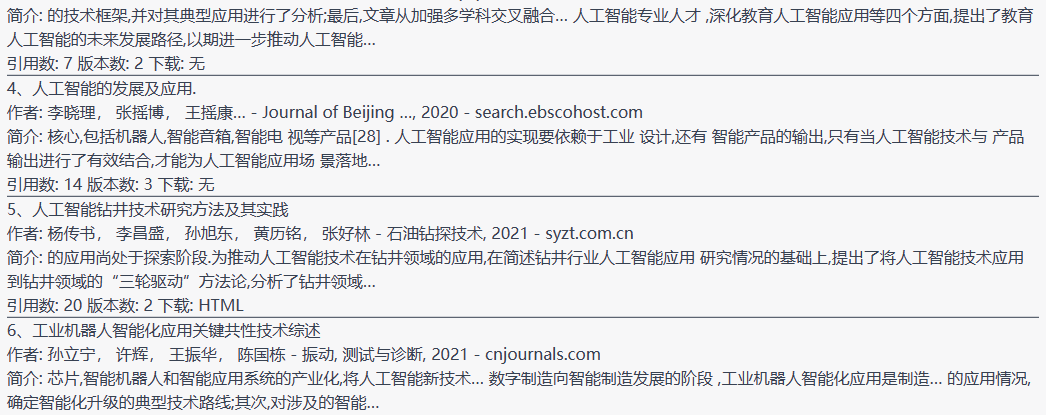 简介: 的技术框架,并对其典型应用进行了分析;最后,文章从加强多学科交叉融合… 人工智能专业人才 ,深化教育人工智能应用等四个方面,提出了教育
人工智能的未来发展路径,以期进一步推动人工智能…
引用数: 7 版本数: 2 下载: 无
4、人工智能的发展及应用.
作者: 李晓理， 张摇博， 王摇康… - Journal of Beijing …, 2020 - search.ebscohost.com
简介: 核心,包括机器人,智能音箱,智能电 视等产品[28] . 人工智能应用的实现要依赖于工业 设计,还有 智能产品的输出,只有当人工智能技术与 产品
输出进行了有效结合,才能为人工智能应用场 景落地…
引用数: 14 版本数: 3 下载: 无
5、人工智能钻井技术研究方法及其实践
作者: 杨传书， 李昌盛， 孙旭东， 黄历铭， 张好林 - 石油钻探技术, 2021 - syzt.com.cn
简介: 的应用尚处于探索阶段.为推动人工智能技术在钻井领域的应用,在简述钻井行业人工智能应用 研究情况的基础上,提出了将人工智能技术应用
到钻井领域的“三轮驱动”方法论,分析了钻井领域…
引用数: 20 版本数: 2 下载: HTML
6、工业机器人智能化应用关键共性技术综述
作者: 孙立宁， 许辉， 王振华， 陈国栋 - 振动, 测试与诊断, 2021 - cnjournals.com
简介: 芯片,智能机器人和智能应用系统的产业化,将人工智能新技术… 数字制造向智能制造发展的阶段 ,工业机器人智能化应用是制造… 的应用情况,
确定智能化升级的典型技术路线;其次,对涉及的智能…